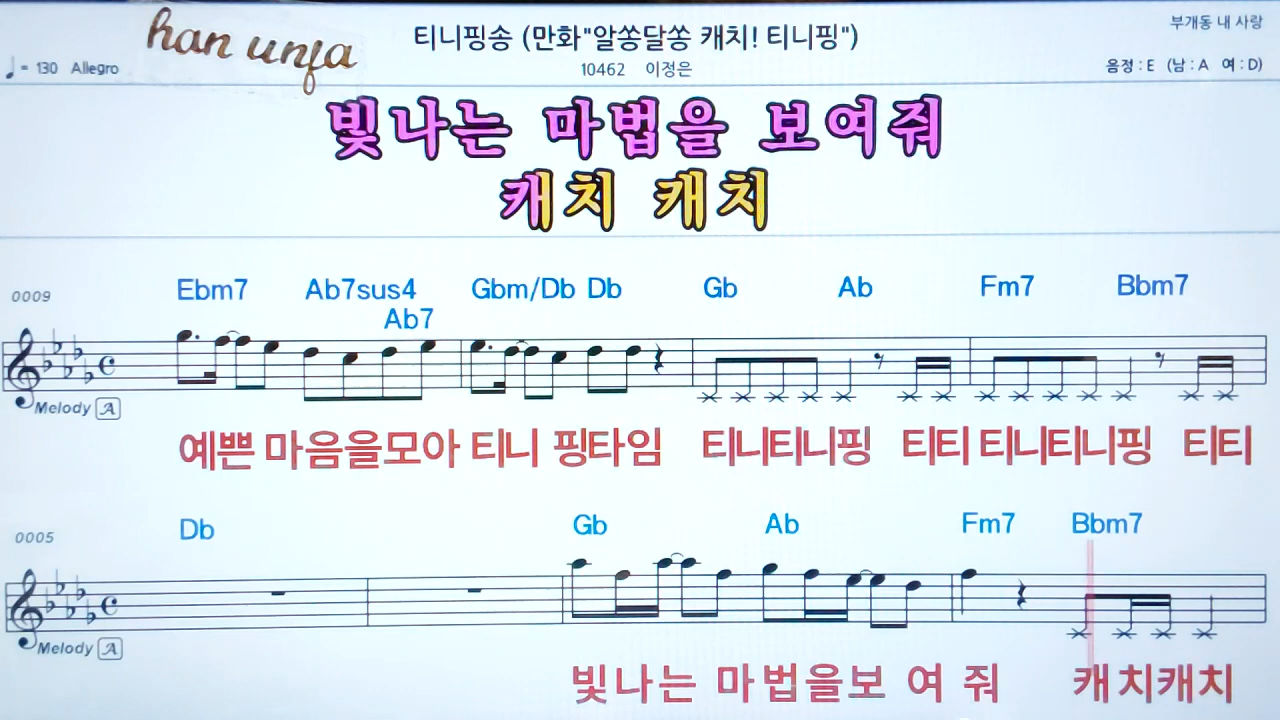 han unfa
티니핑송 (만화"알쏭달쏭 캐치! 티니핑")
부개동 내 사랑
♩= 130 Allegro
10462 이정은
음정 : E (남 : A 여 : D)
빛나는 마법을 보여줘
캐치 캐치
0009 Ebm7 Ab7sus4 Gbm/Db Db Gb Ab Fm7 Bbm7
Ab7
Melody A
예쁜 마음을모아 티니 핑타임 티니티니핑 티티 티니티니핑 티티
0005 Db Gb Ab Fm7 Bbm7
Melody A
빛나는 마법을보 여 줘 캐치캐치